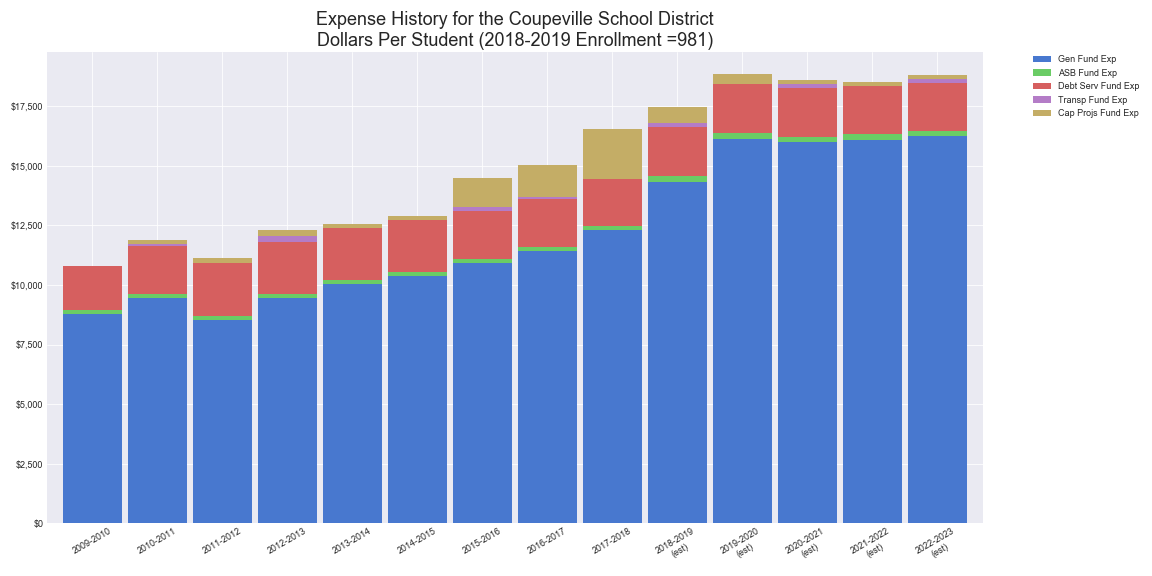 Expense History for the Coupeville School District
Dollars Per Student (2018-2019 Enrollment =981)
Gen Fund Exp
ASB Fund Exp
Debt Serv Fund Exp
Transp Fund Exp
Cap Projs Fund Exp
$17,500
$15,000
$12,500
$10,000
$7,500
$5,000
$2,500
$0
2009-2010
2010-2011
2011-2012
2012-2013
2013-2014
2014-2015
2015-2016
2016-2017
2017-2018
2018-2019
(est)
2019-2020
(est)
2020-2021
(est)
2021-2022
(est)
2022-2023
(est)